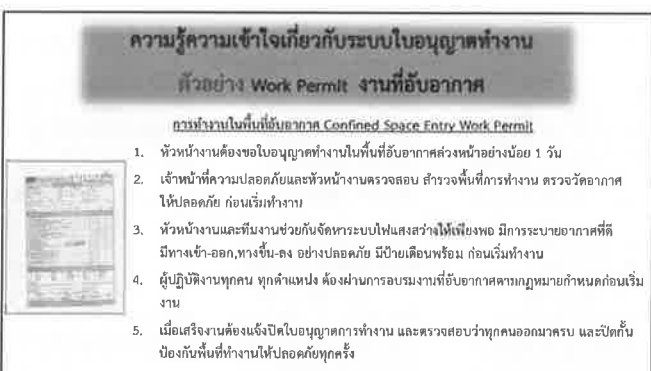 ความรู้ความเข้าใจเกี่ยวกับระบบใบอนุญาตทำงาน
ตัวอย่าง Work Permit งานที่อับอากาศ
การทำงานในพื้นที่อับอากาศ Confined Space Entry Work Permit
1. หัวหน้างานต้องขอใบอนุญาตทำงานในพื้นที่อับอากาศล่วงหน้าอย่างน้อย 1 วัน
2. เจ้าหน้าที่ความปลอดภัยและหัวหน้างานตรวจสอบ สำรวจพื้นที่การทำงาน ตรวจวัดอากาศ
ให้ปลอดภัย ก่อนเริ่มทำงาน
3. หัวหน้างานและทีมงานช่วยกันจัดหาระบบไฟแสงสว่างให้เพียงพอ มีการระบายอากาศที่ดี
มีทางเข้า-ออก,ทางขึ้น-ลง อย่างปลอดภัย มีป้ายเตือนพร้อม ก่อนเริ่มทำงาน
4. ผู้ปฏิบัติงานทุกคน ทุกตำแหน่ง ต้องผ่านการอบรมงานที่อับอากาศตามกฎหมายกำหนดก่อนเริ่ม
งาน
5. เมื่อเสร็จงานต้องแจ้งปิดใบอนุญาตการทำงาน และตรวจสอบว่าทุกคนออกมาครบ และปิดกั้น
ป้องกันพื้นที่ทำงานให้ปลอดภัยทุกครั้ง